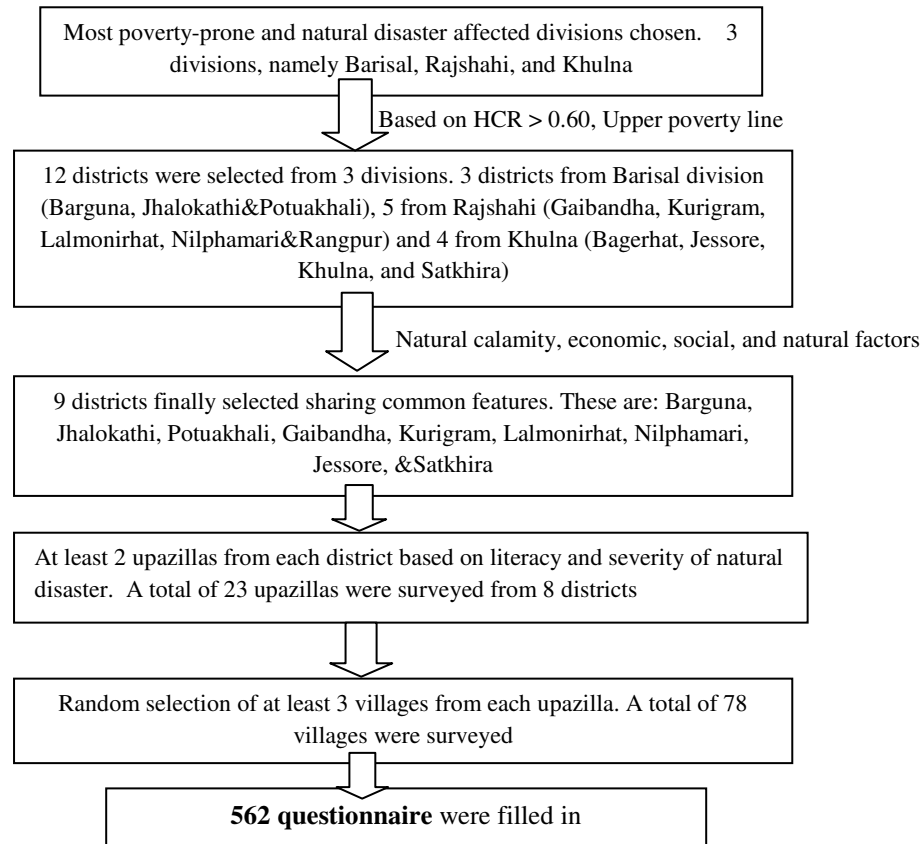 Most poverty-prone and natural disaster affected divisions chosen. 3
divisions, namely Barisal, Rajshahi, and Khulna
Based on HCR > 0.60, Upper poverty line
12 districts were selected from 3 divisions. 3 districts from Barisal division
(Barguna, Jhalokathi&Potuakhali), 5 from Rajshahi (Gaibandha, Kurigram,
Lalmonirhat, Nilphamari&Rangpur) and 4 from Khulna (Bagerhat, Jessore,
Khulna, and Satkhira)
Natural calamity, economic, social, and natural factors
9 districts finally selected sharing common features. These are: Barguna,
Jhalokathi, Potuakhali, Gaibandha, Kurigram, Lalmonirhat, Nilphamari,
Jessore, &Satkhira
At least 2 upazillas from each district based on literacy and severity of natural
disaster. A total of 23 upazillas were surveyed from 8 districts
Random selection of at least 3 villages from each upazilla. A total of 78
villages were surveyed
562 questionnaire were filled in